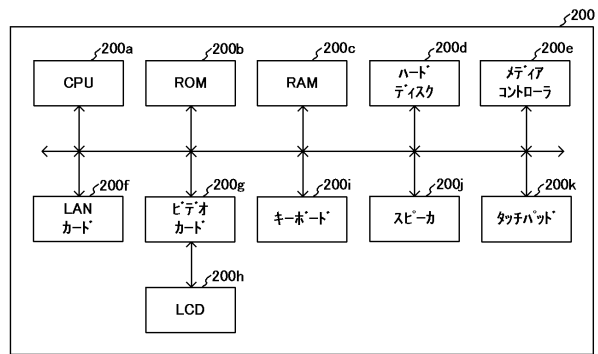 200
200a
200b
200c
200d
200e
CPU
ROM
RAM
ﾊｰﾄﾞ
ﾃﾞｨｽｸ
ﾒﾃﾞｨｱ
ｺﾝﾄﾛｰﾗ
200f
200g
200i
200j
200k
LAN
ｶｰﾄﾞ
ﾋﾞﾃﾞｵ
ｶｰﾄﾞ
ｷｰﾎﾞｰﾄﾞ
ｽﾋﾟｰｶ
ﾀｯﾁﾊﾟｯﾄﾞ
200h
LCD